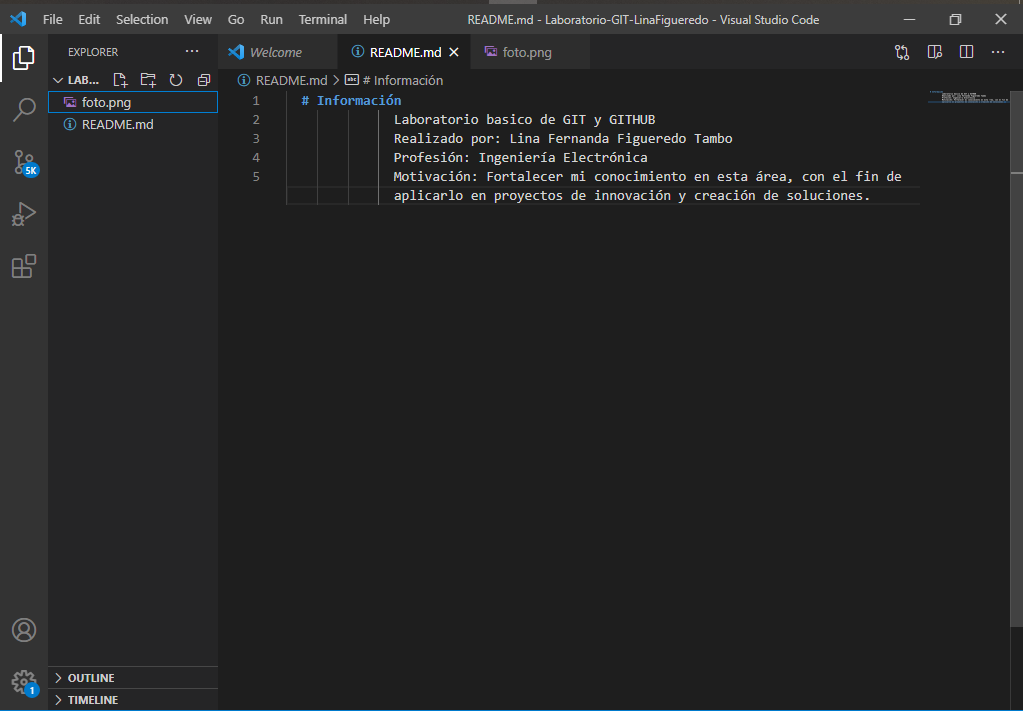 File Edit Selection View Go Run Terminal Help README.md - Laboratorio-GIT-LinaFigueredo - Visual Studio Code
EXPLORER
Welcome README.md foto.png
LAB...
README.md > # Información
foto.png
README.md
5K
1 # Información
2 Laboratorio basico de GIT y GITHUB
3 Realizado por: Lina Fernanda Figueredo Tambo
4 Profesión: Ingeniería Electrónica
5 Motivación: Fortalecer mi conocimiento en esta área, con el fin de
aplicarlo en proyectos de innovación y creación de soluciones.
OUTLINE
1
TIMELINE